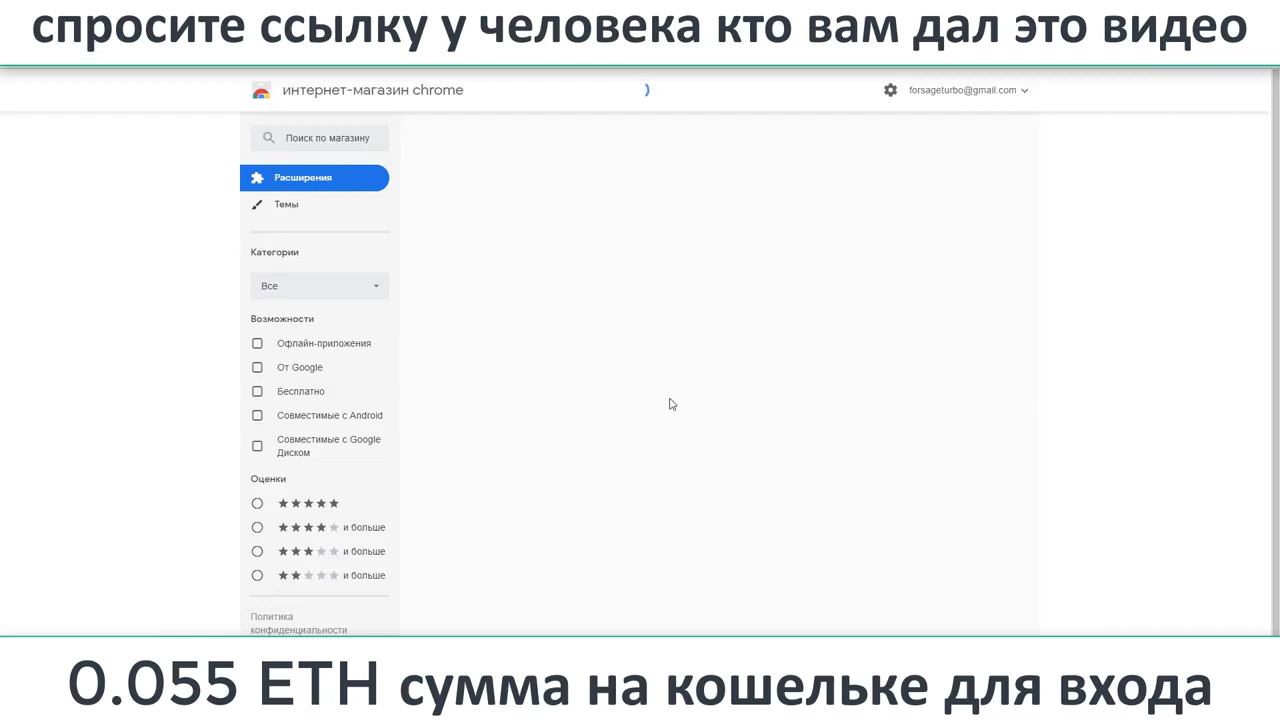 спросите ссылку у человека кто вам дал это видео
интернет-магазин chrome
forsageturbo@gmail.com
Поиск по магазину
Расширения
Темы
Категории
Все
Возможности
Офлайн-приложения
От Google
Бесплатно
Совместимые с Android
Совместимые с Google
Диском
Оценки
и больше
и больше
и больше
Политика
конфиденциальности
0.055 ETH сумма на кошельке для входа